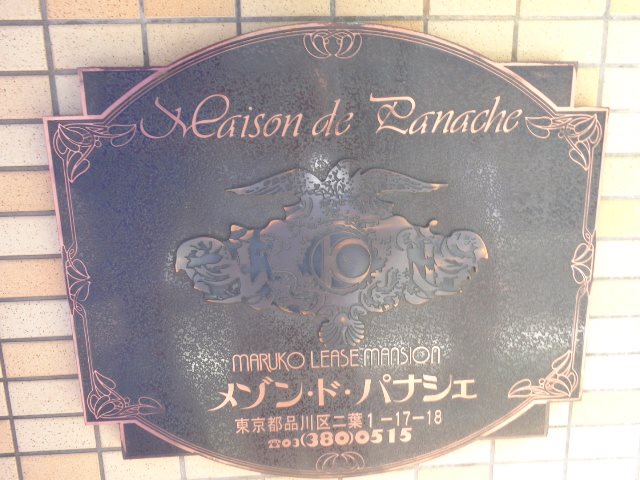 Maison de Panache
MARUKO LEASE MANSION
メゾン・ド・パナシェ
東京都品川区二葉1-17-18
☎03(380)0515